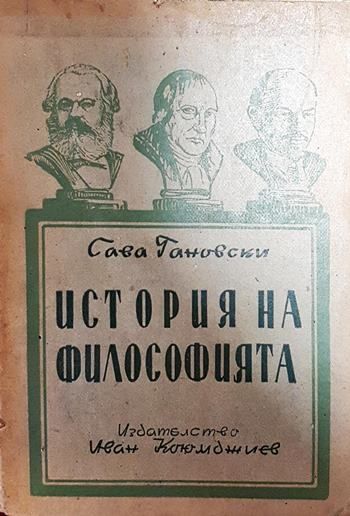 Сава Гановски
ИСТОРИЯ НА
ФИЛОСОФИЯТА
Издателство
Иван Коюмджиев